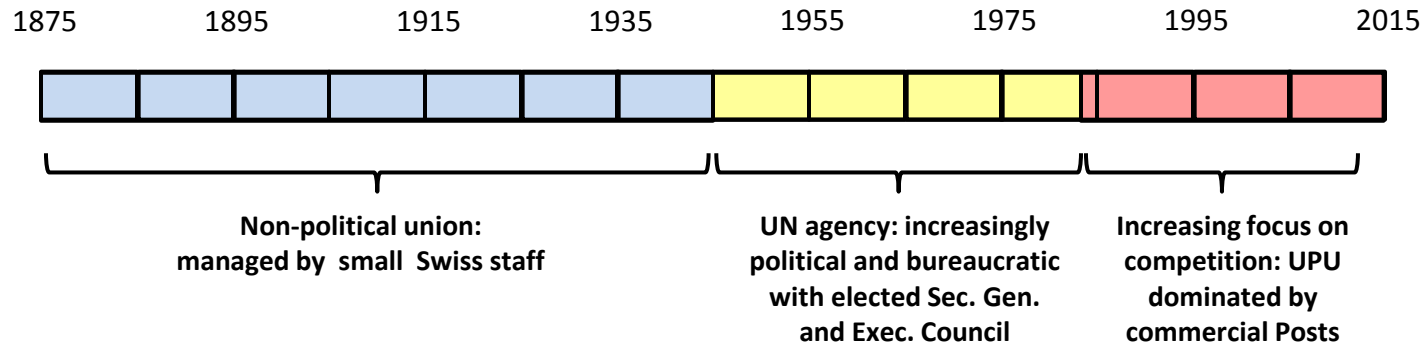 1875 1895 1915 1935 1955 1975 1995 2015
Non-political union:
managed by small Swiss staff
UN agency: increasingly
political and bureaucratic
with elected Sec. Gen.
and Exec. Council
Increasing focus on
competition: UPU
dominated by
commercial Posts